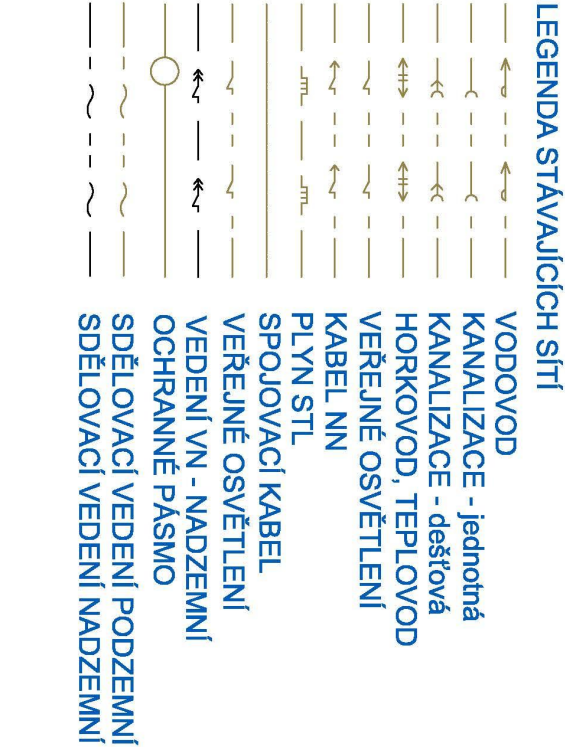 LEGENDA STÁVAJÍCÍCH SÍTÍ
VODOVOD
KANALIZACE - jednotná
KANALIZACE - dešťová
HORKOVOD, TEPLOVOD
VEŘEJNÉ OSVĚTLENÍ
KABEL NN
PLYN STL
SPOJOVACÍ KABEL
VEŘEJNÉ OSVĚTLENÍ
VEDENÍ VN - NADZEMNÍ
OCHRANNÉ PÁSMO
SDĚLOVACÍ VEDENÍ PODZEMNÍ
SDĚLOVACÍ VEDENÍ NADZEMNÍ